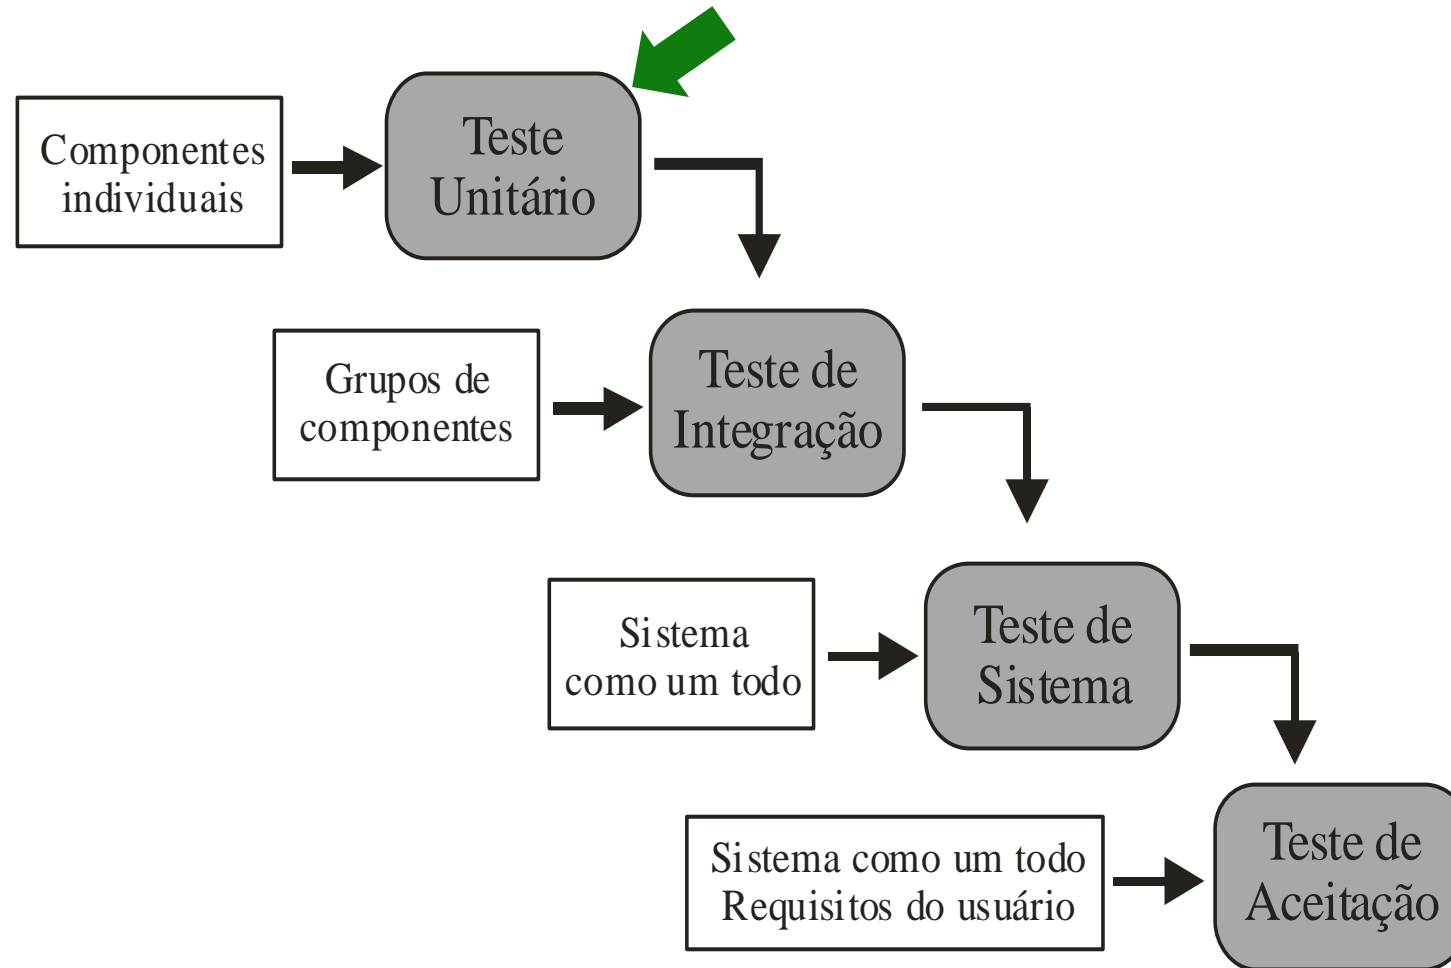 Componentes
individuais
Teste
Unitário
Grupos de
componentes
Teste de
Integração
Sistema
como um todo
Teste de
Sistema
Sistema como um todo
Requisitos do usuário
Teste de
Aceitação